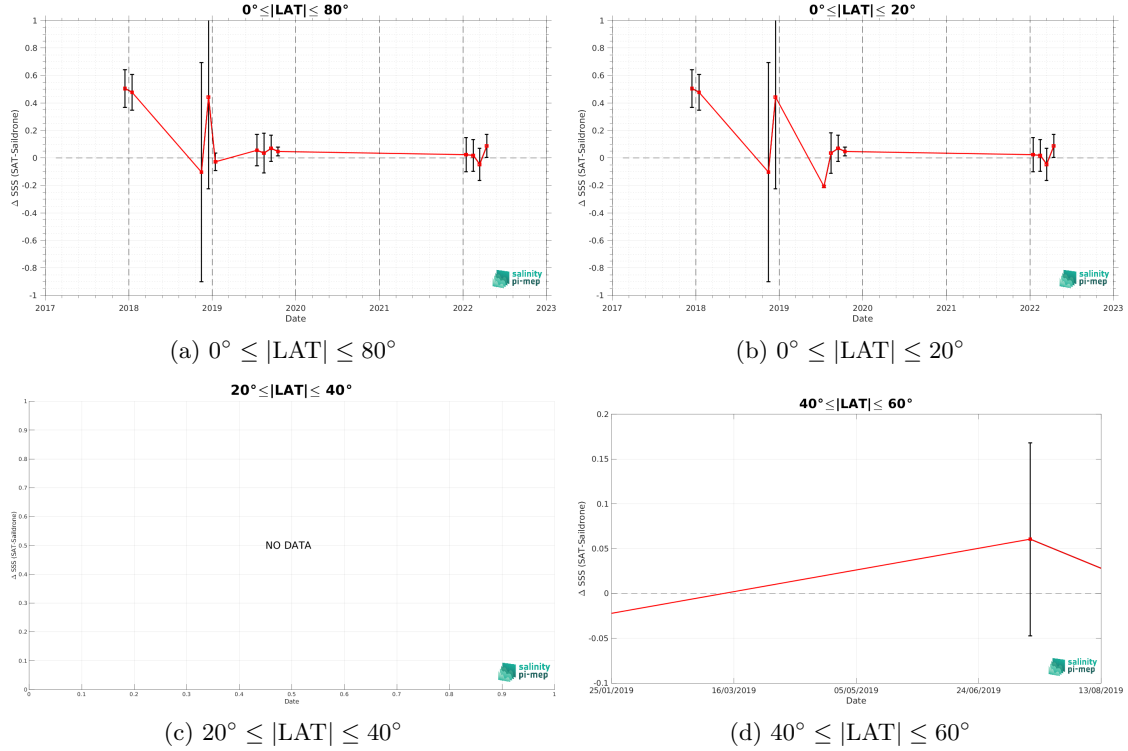 0°≤|LAT|≤ 80°
1
0.8
0.6
0.4
0.2
0
-0.2
-0.4
-0.6
-0.8
-1
Δ SSS (SAT-Saildrone)
2017 2018 2019 2020 2021 2022 2023
Date
salinity
pi-mep
(a) 0° ≤ |LAT| ≤ 80°
0°≤|LAT|≤ 20°
1
0.8
0.6
0.4
0.2
0
-0.2
-0.4
-0.6
-0.8
-1
Δ SSS (SAT-Saildrone)
2017 2018 2019 2020 2021 2022 2023
Date
salinity
pi-mep
(b) 0° ≤ |LAT| ≤ 20°
20°≤|LAT|≤ 40°
1
0.9
0.8
0.7
0.6
0.5
0.4
0.3
0.2
0.1
0
Δ SSS (SAT-Saildrone)
NO DATA
0 0.1 0.2 0.3 0.4 0.5 0.6 0.7 0.8 0.9 1
Date
salinity
pi-mep
(c) 20° ≤ |LAT| ≤ 40°
40°≤|LAT|≤ 60°
0.2
0.15
0.1
0.05
0
-0.05
-0.1
Δ SSS (SAT-Saildrone)
25/01/2019 16/03/2019 05/05/2019 24/06/2019 13/08/2019
Date
salinity
pi-mep
(d) 40° ≤ |LAT| ≤ 60°